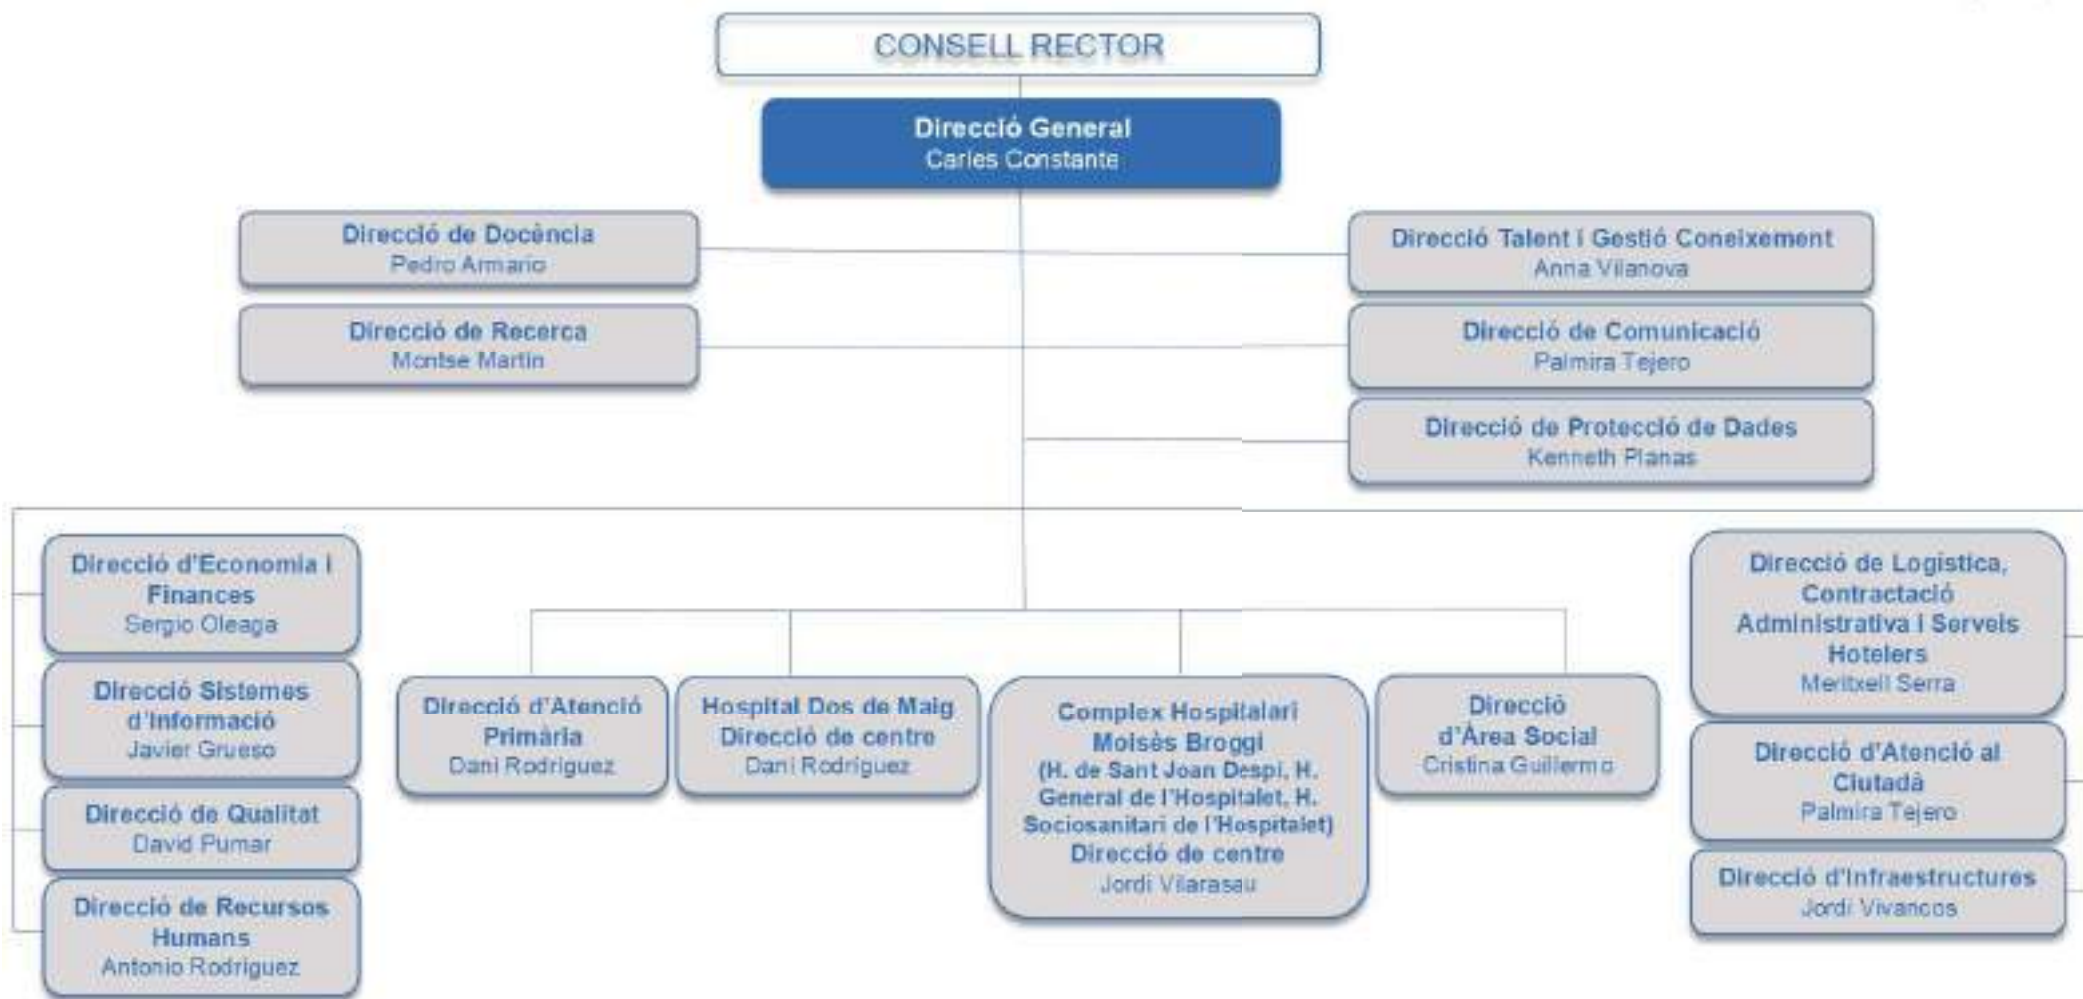 CONSELL RECTOR
Direcció General
Carles Constante
Direcció de Docència
Pedro Armario
Direcció Talent i Gestió Coneixement
Anna Vilanova
Direcció de Recerca
Montse Martin
Direcció de Comunicació
Palmira Tejero
Direcció de Protecció de Dades
Kenneth Planas
Direcció d'Economia i
Finances
Sergio Oleaga
Direcció Sistemes
d'Informació
Javier Grueso
Direcció de Qualitat
David Pumar
Direcció de Recursos
Humans
Antonio Rodriguez
Direcció d'Atenció
Primària
Dani Rodriguez
Hospital Dos de Maig
Direcció de centre
Dani Rodriguez
Complex Hospitalari
Moisès Broggi
(H. de Sant Joan Despí, H.
General de l'Hospitalet, H.
Sociosanitari de l'Hospitalet)
Direcció de centre
Jordi Vilarasau
Direcció
d'Àrea Social
Cristina Guillermo
Direcció de Logística,
Contractació
Administrativa i Serveis
Hotelers
Meritxell Serra
Direcció d'Atenció al
Ciutadà
Palmira Tejero
Direcció d'Infraestructures
Jordi Vivancos